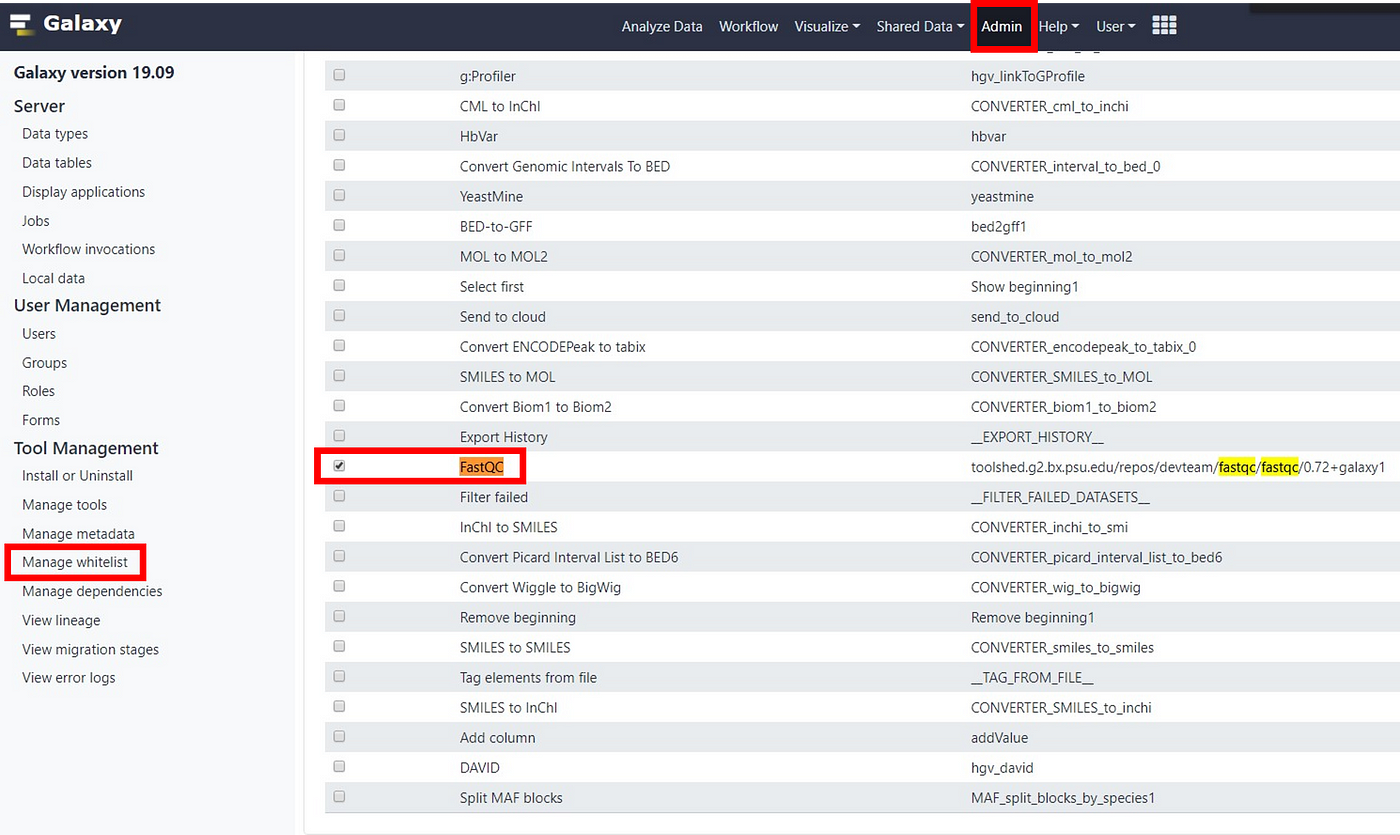 Galaxy
Analyze Data Workflow Visualize Shared Data Admin Help User
Galaxy version 19.09
Server
Data types
Data tables
Display applications
Jobs
Workflow invocations
Local data
User Management
Users
Groups
Roles
Forms
Tool Management
Install or Uninstall
Manage tools
Manage metadata
Manage whitelist
Manage dependencies
View lineage
View migration stages
View error logs
g:Profiler hgv_linkToGProfile
CML to InChI CONVERTER_cml_to_inchi
HbVar hbvar
Convert Genomic Intervals To BED CONVERTER_interval_to_bed_0
YeastMine yeastmine
BED-to-GFF bed2gff1
MOL to MOL2 CONVERTER_mol_to_mol2
Select first Show beginning1
Send to cloud send_to_cloud
Convert ENCODEPeak to tabix CONVERTER_encodepeak_to_tabix_0
SMILES to MOL CONVERTER_SMILES_to_MOL
Convert Biom1 to Biom2 CONVERTER_biom1_to_biom2
Export History __EXPORT_HISTORY__
FastQC toolshed.g2.bx.psu.edu/repos/devteam/fastqc/fastqc/0.72+galaxy1
Filter failed __FILTER_FAILED_DATASETS__
InChI to SMILES CONVERTER_inchi_to_smi
Convert Picard Interval List to BED6 CONVERTER_picard_interval_list_to_bed6
Convert Wiggle to BigWig CONVERTER_wig_to_bigwig
Remove beginning Remove beginning1
SMILES to SMILES CONVERTER_smiles_to_smiles
Tag elements from file __TAG_FROM_FILE__
SMILES to InChI CONVERTER_SMILES_to_inchi
Add column addValue
DAVID hgv_david
Split MAF blocks MAF_split_blocks_by_species1